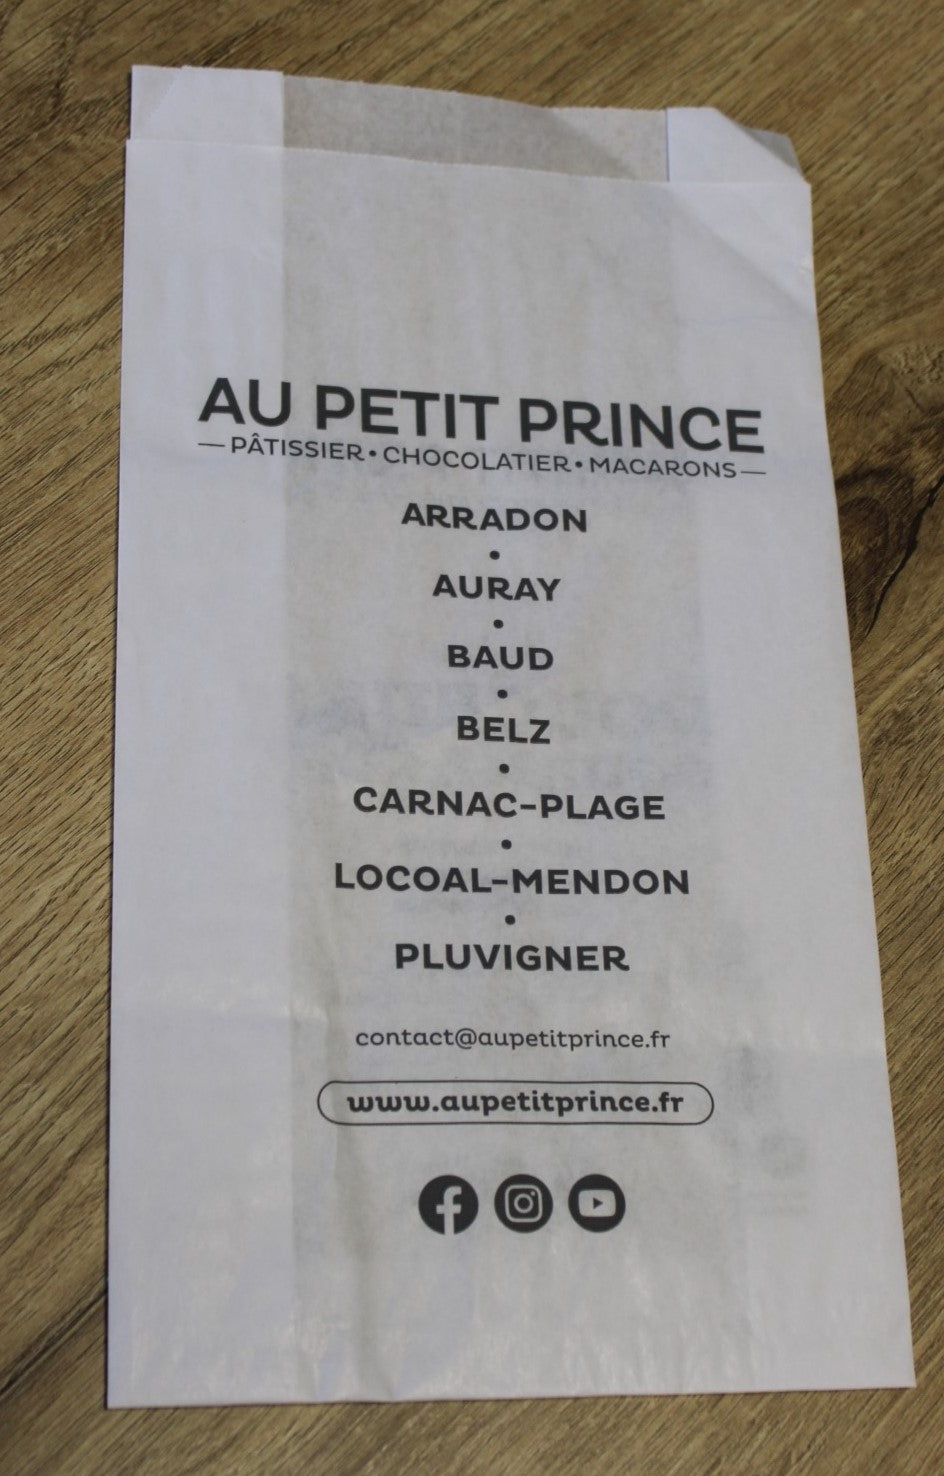 AU PETIT PRINCE
— PÂTISSIER • CHOCOLATIER • MACARONS —
ARRADON
•
AURAY
•
BAUD
•
BELZ
•
CARNAC-PLAGE
•
LOCOAL-MENDON
•
PLUVIGNER
contact@aupetitprince.fr
www.aupetitprince.fr